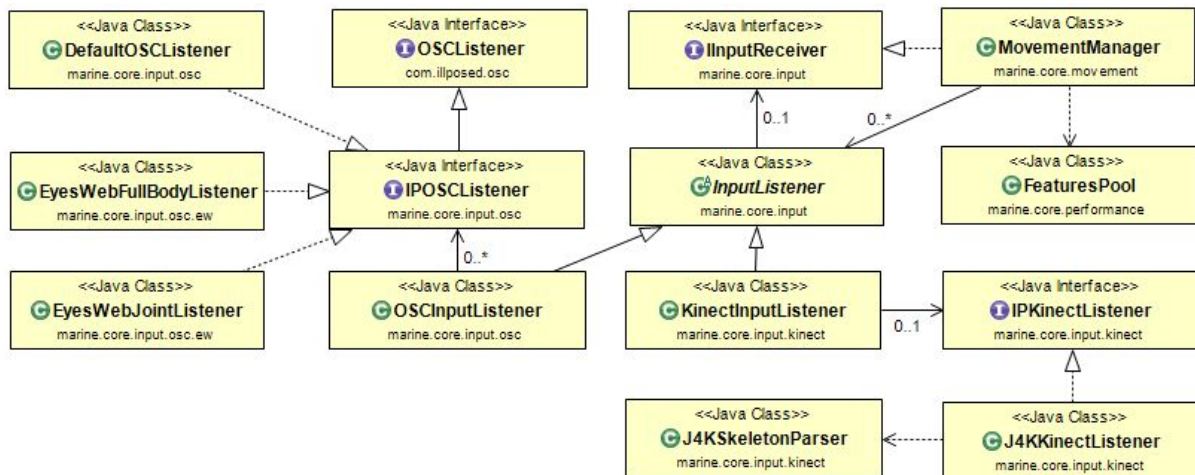 <<Java Class>>
DefaultOSCListener
marine.core.input.osc
<<Java Interface>>
OSCListener
com.illposed.osc
<<Java Interface>>
IInputReceiver
marine.core.input
<<Java Class>>
MovementManager
marine.core.movement
0..1
0..*
<<Java Class>>
EyesWebFullBodyListener
marine.core.input.osc.ew
<<Java Interface>>
IPOSCListener
marine.core.input.osc
<<Java Class>>
InputListener
marine.core.input
<<Java Class>>
FeaturesPool
marine.core.performance
0..*
<<Java Class>>
EyesWebJointListener
marine.core.input.osc.ew
<<Java Class>>
OSCInputListener
marine.core.input.osc
<<Java Class>>
KinectInputListener
marine.core.input.kinect
0..1
<<Java Interface>>
IPKinectListener
marine.core.input.kinect
<<Java Class>>
J4KSkeletonParser
marine.core.input.kinect
<<Java Class>>
J4KKinectListener
marine.core.input.kinect